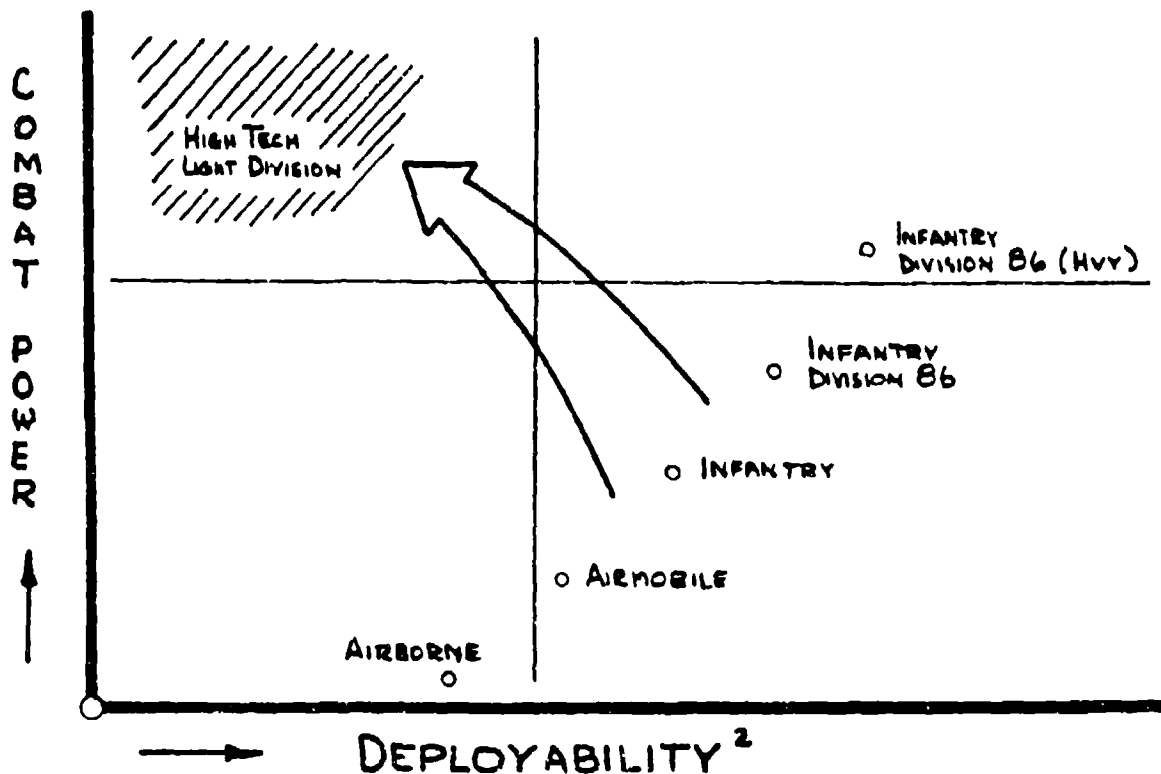 COMBAT POWER
HIGH TECH
LIGHT DIVISION
INFANTRY
DIVISION 86 (HVY)
INFANTRY
DIVISION 86
INFANTRY
AIRMOBILE
AIRBORNE
DEPLOYABILITY²